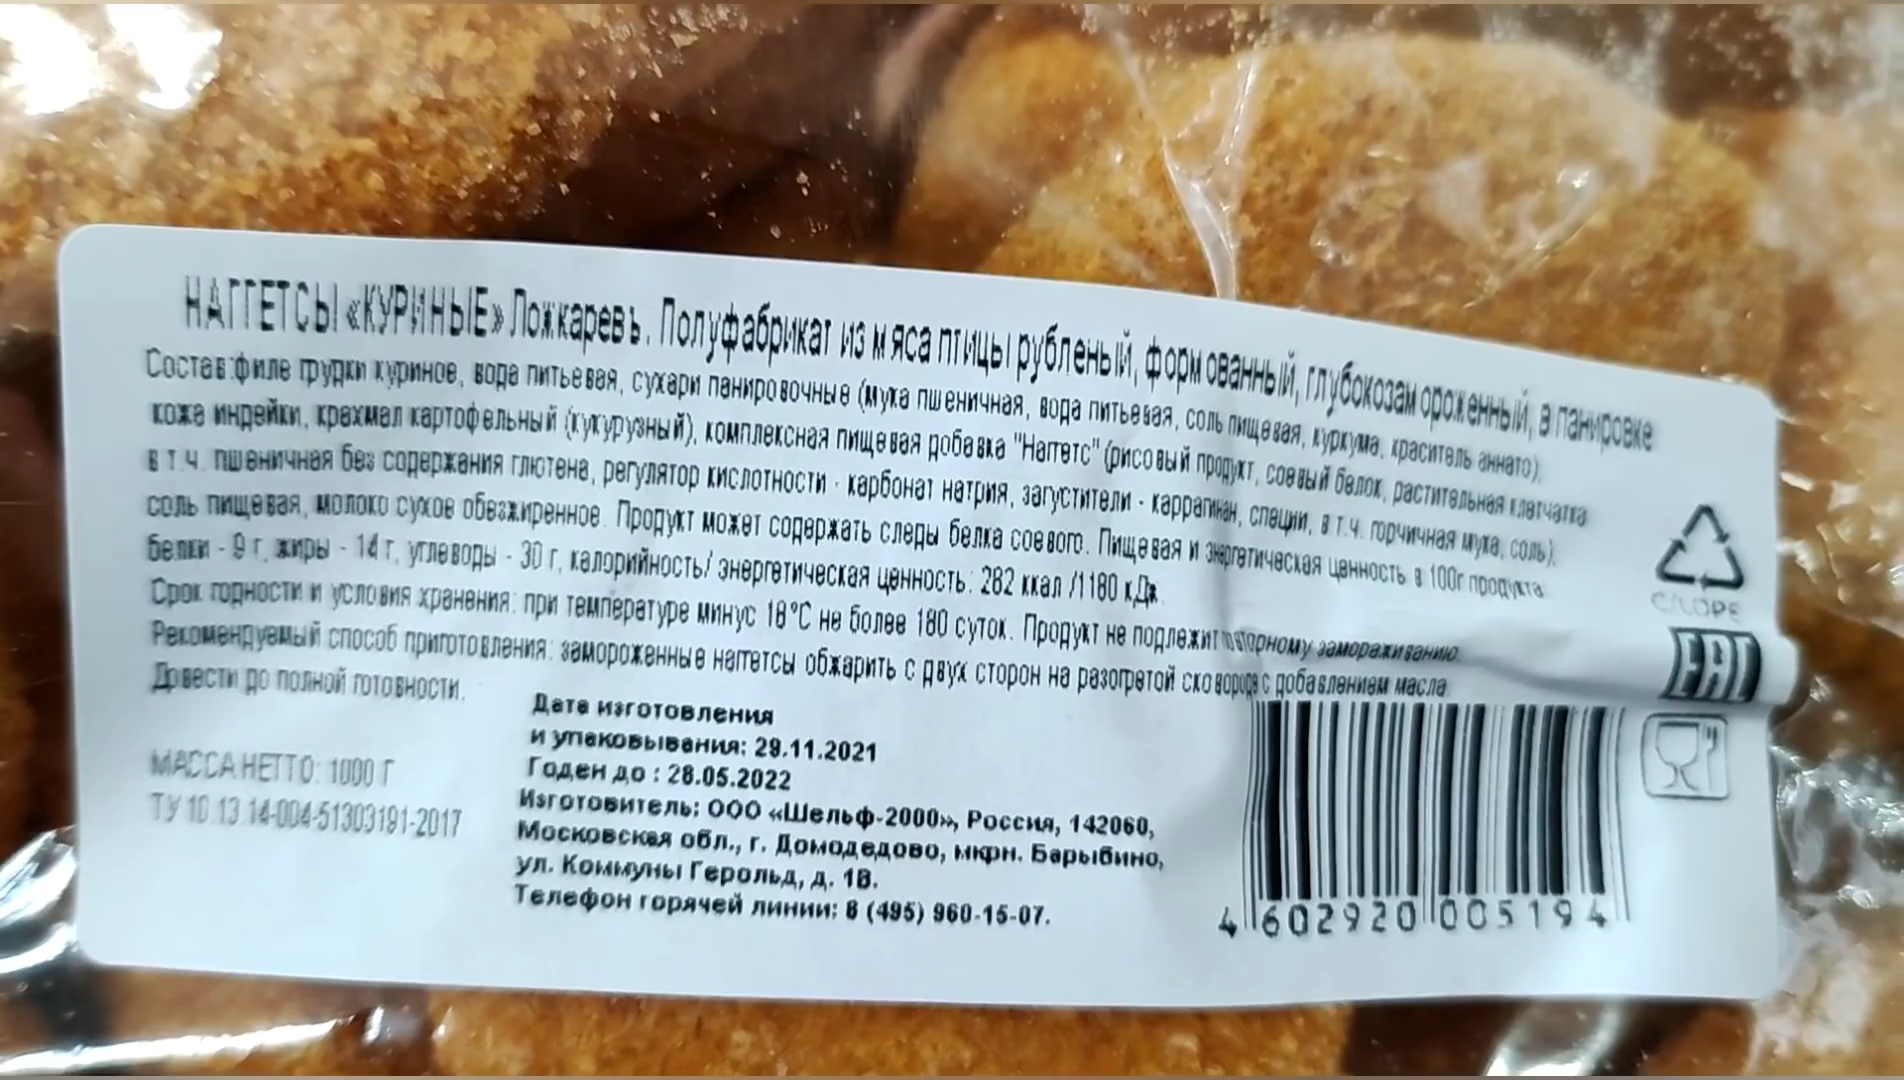 НАГГЕТСЫ «КУРИНЫЕ» Ложкаревъ. Полуфабрикат из мяса птицы рубленый, формованный, глубокозамороженный, в панировке
Состав:филе грудки куриное, вода питьевая, сухари панировочные (мука пшеничная, вода питьевая, соль пищевая, куркума, краситель аннато),
кожа индейки, крахмал картофельный (кукурузный), комплексная пищевая добавка "Наггетс" (рисовый продукт, соевый белок, растительная клетчатка
в т.ч. пшеничная без содержания глютена, регулятор кислотности - карбонат натрия, загустители - каррагинан, специи, в т.ч. горчичная мука, соль),
соль пищевая, молоко сухое обезжиренное. Продукт может содержать следы белка соевого. Пищевая и энергетическая ценность в 100г продукта:
белки - 9 г, жиры - 14 г, углеводы - 30 г, калорийность/ энергетическая ценность: 282 ккал /1180 кДж.
Срок годности и условия хранения: при температуре минус 18°С не более 180 суток. Продукт не подлежит повторному замораживанию.
Рекомендуемый способ приготовления: замороженные наггетсы обжарить с двух сторон на разогретой сковороде с добавлением масла.
Довести до полной готовности.
Дата изготовления
и упаковывания: 29.11.2021
Годен до : 28.05.2022
МАССА НЕТТО: 1000 Г
ТУ 10.13.14-004-51303191-2017
Изготовитель: ООО «Шельф-2000», Россия, 142060,
Московская обл., г. Домодедово, мкрн. Барыбино,
ул. Коммуны Герольд, д. 18.
Телефон горячей линии: 8 (495) 960-15-07.
C/LDPE
EAC
4 602920 005194